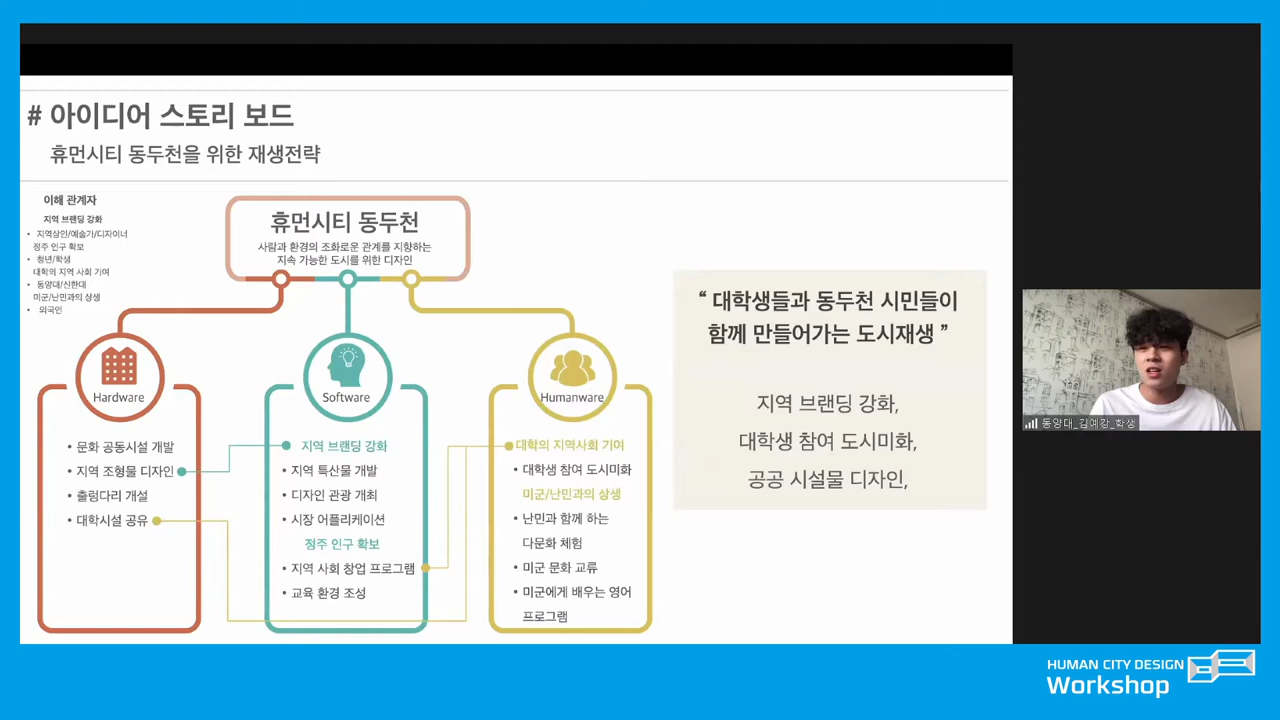 # 아이디어 스토리 보드
휴먼시티 동두천을 위한 재생전략
이해 관계자
지역 브랜딩 강화
• 지역상인/예술가/디자이너
정주 인구 확보
• 청년/학생
대학의 지역 사회 기여
• 동양대/신한대
미군/난민과의 상생
• 외국인
휴먼시티 동두천
사람과 환경의 조화로운 관계를 지향하는
지속 가능한 도시를 위한 디자인
Hardware
• 문화 공동시설 개발
• 지역 조형물 디자인
• 출렁다리 개설
• 대학시설 공유
Software
지역 브랜딩 강화
• 지역 특산물 개발
• 디자인 관광 개최
• 시장 어플리케이션
정주 인구 확보
• 지역 사회 창업 프로그램
• 교육 환경 조성
Humanware
대학의 지역사회 기여
• 대학생 참여 도시미화
미군/난민과의 상생
• 난민과 함께 하는
다문화 체험
• 미군 문화 교류
• 미군에게 배우는 영어
프로그램
“ 대학생들과 동두천 시민들이
함께 만들어가는 도시재생 ”
지역 브랜딩 강화,
대학생 참여 도시미화,
공공 시설물 디자인,
동양대_김예강_학생
HUMAN CITY DESIGN
Workshop